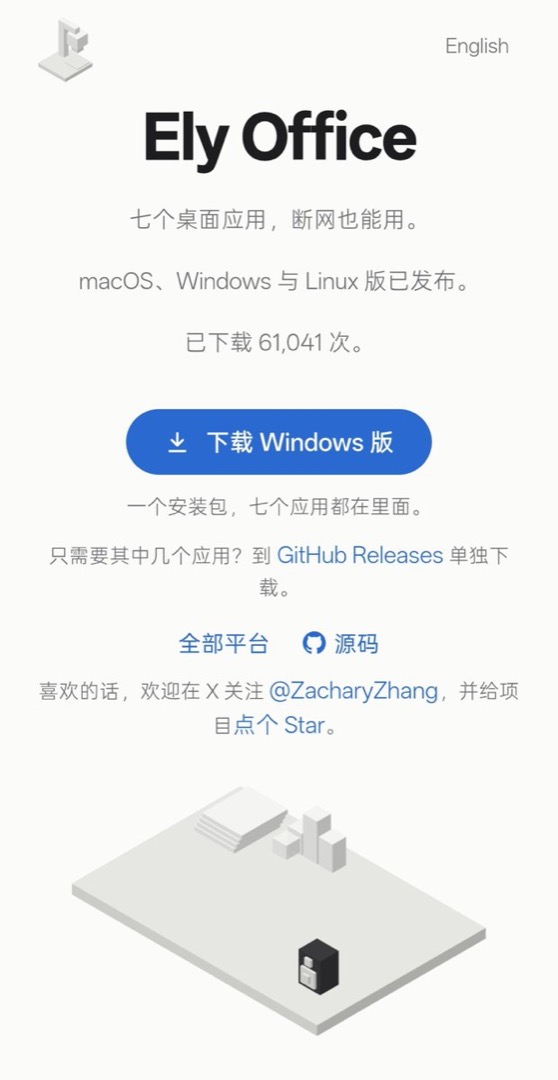 English
Ely Office
七个桌面应用，断网也能用。
macOS、Windows 与 Linux 版已发布。
已下载 61,041 次。
下载 Windows 版
一个安装包，七个应用都在里面。
只需要其中几个应用？到 GitHub Releases 单独下
载。
全部平台 源码
喜欢的话，欢迎在 X 关注 @ZacharyZhang，并给项
目点个 Star。